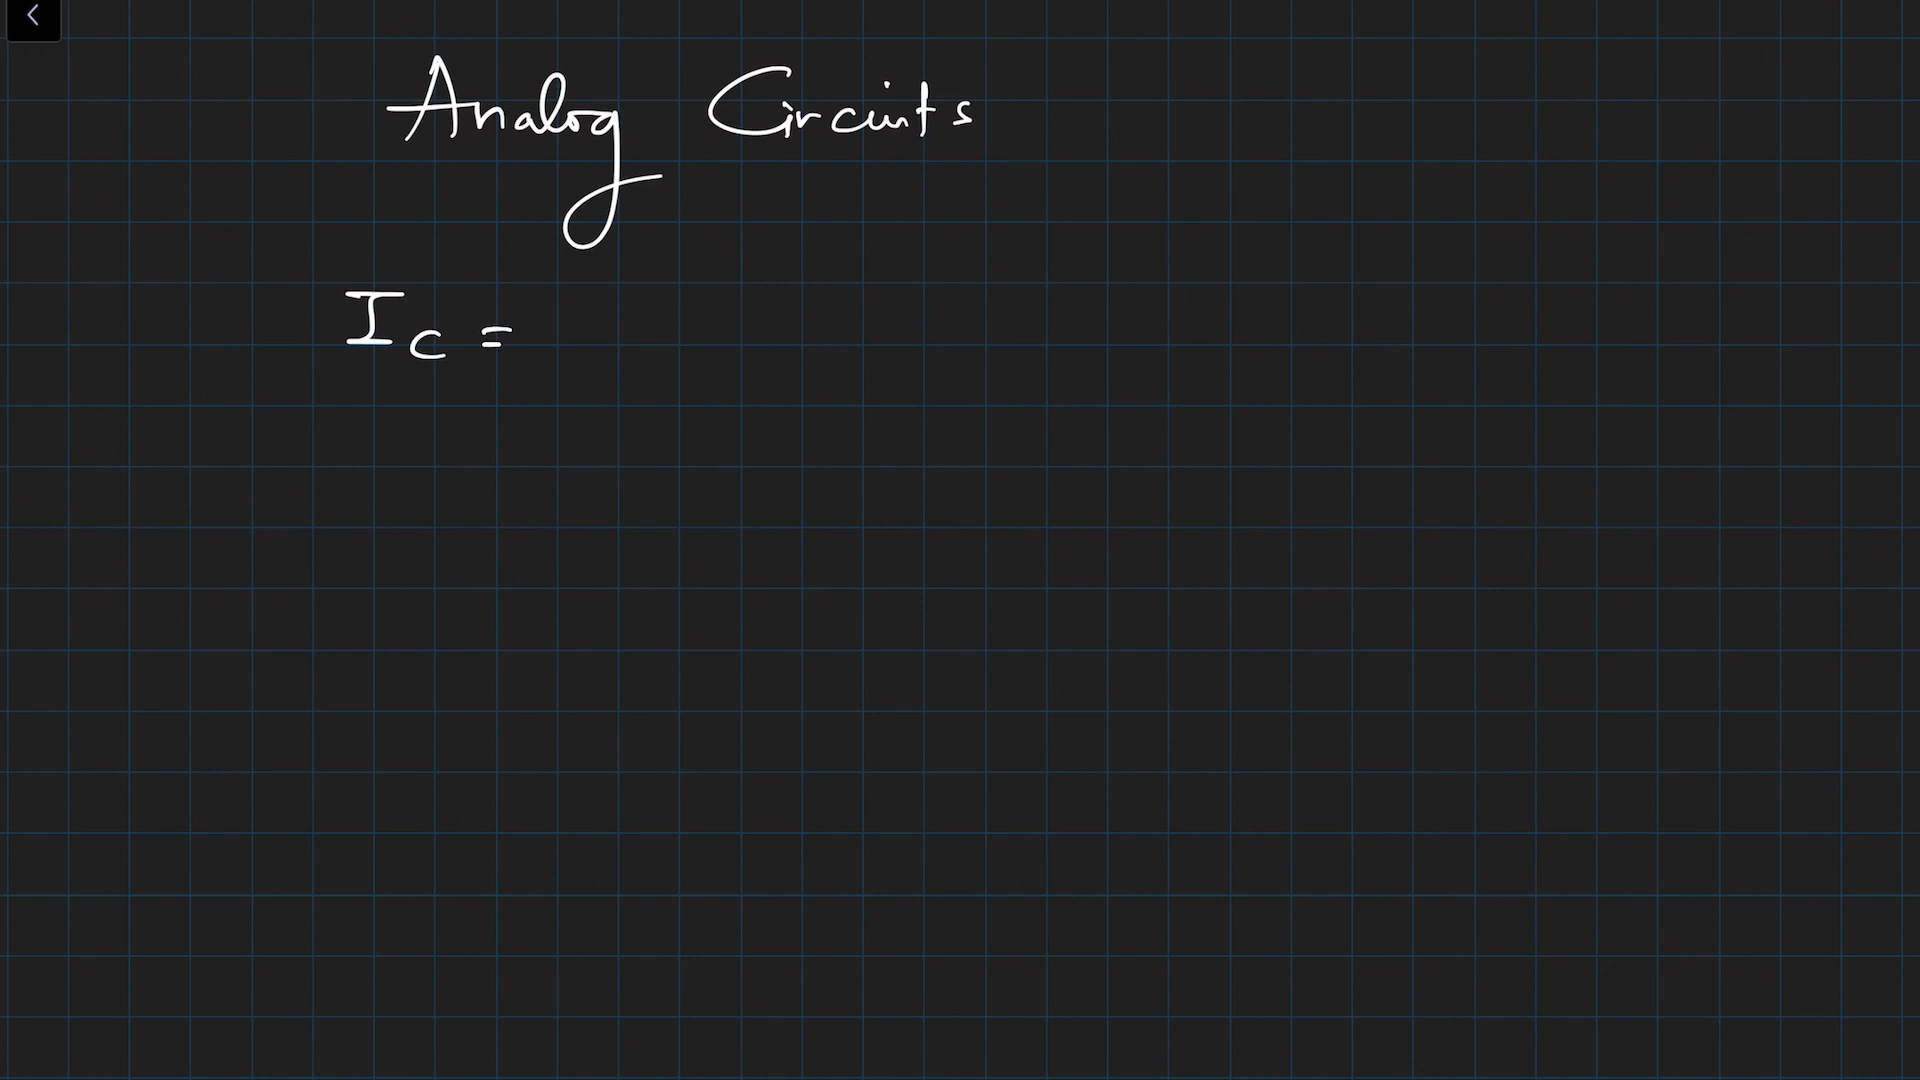 Analog Circuits
I_C =